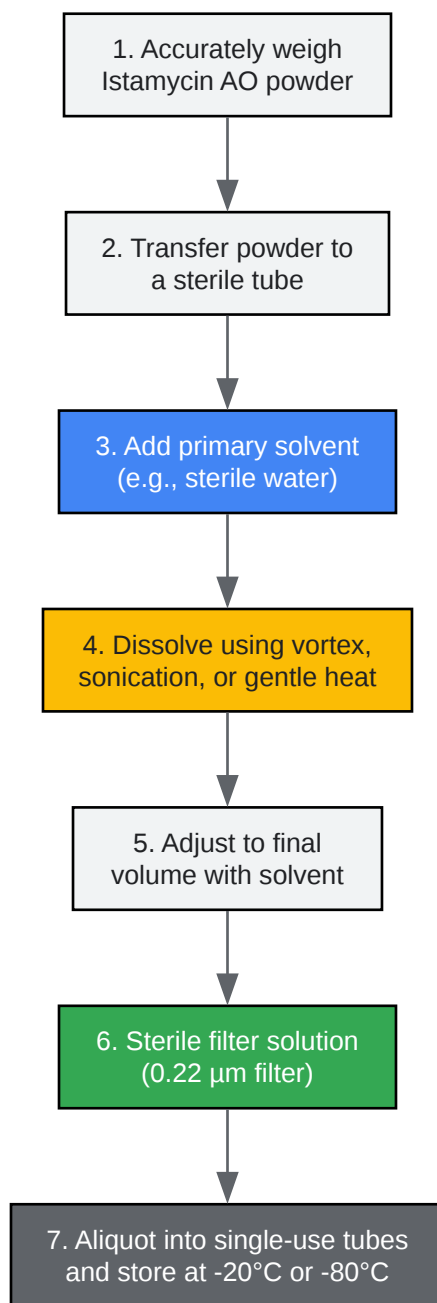 1. Accurately weigh
Istamycin AO powder
2. Transfer powder to
a sterile tube
3. Add primary solvent
(e.g., sterile water)
4. Dissolve using vortex,
sonication, or gentle heat
5. Adjust to final
volume with solvent
6. Sterile filter solution
(0.22 µm filter)
7. Aliquot into single-use tubes
and store at -20°C or -80°C